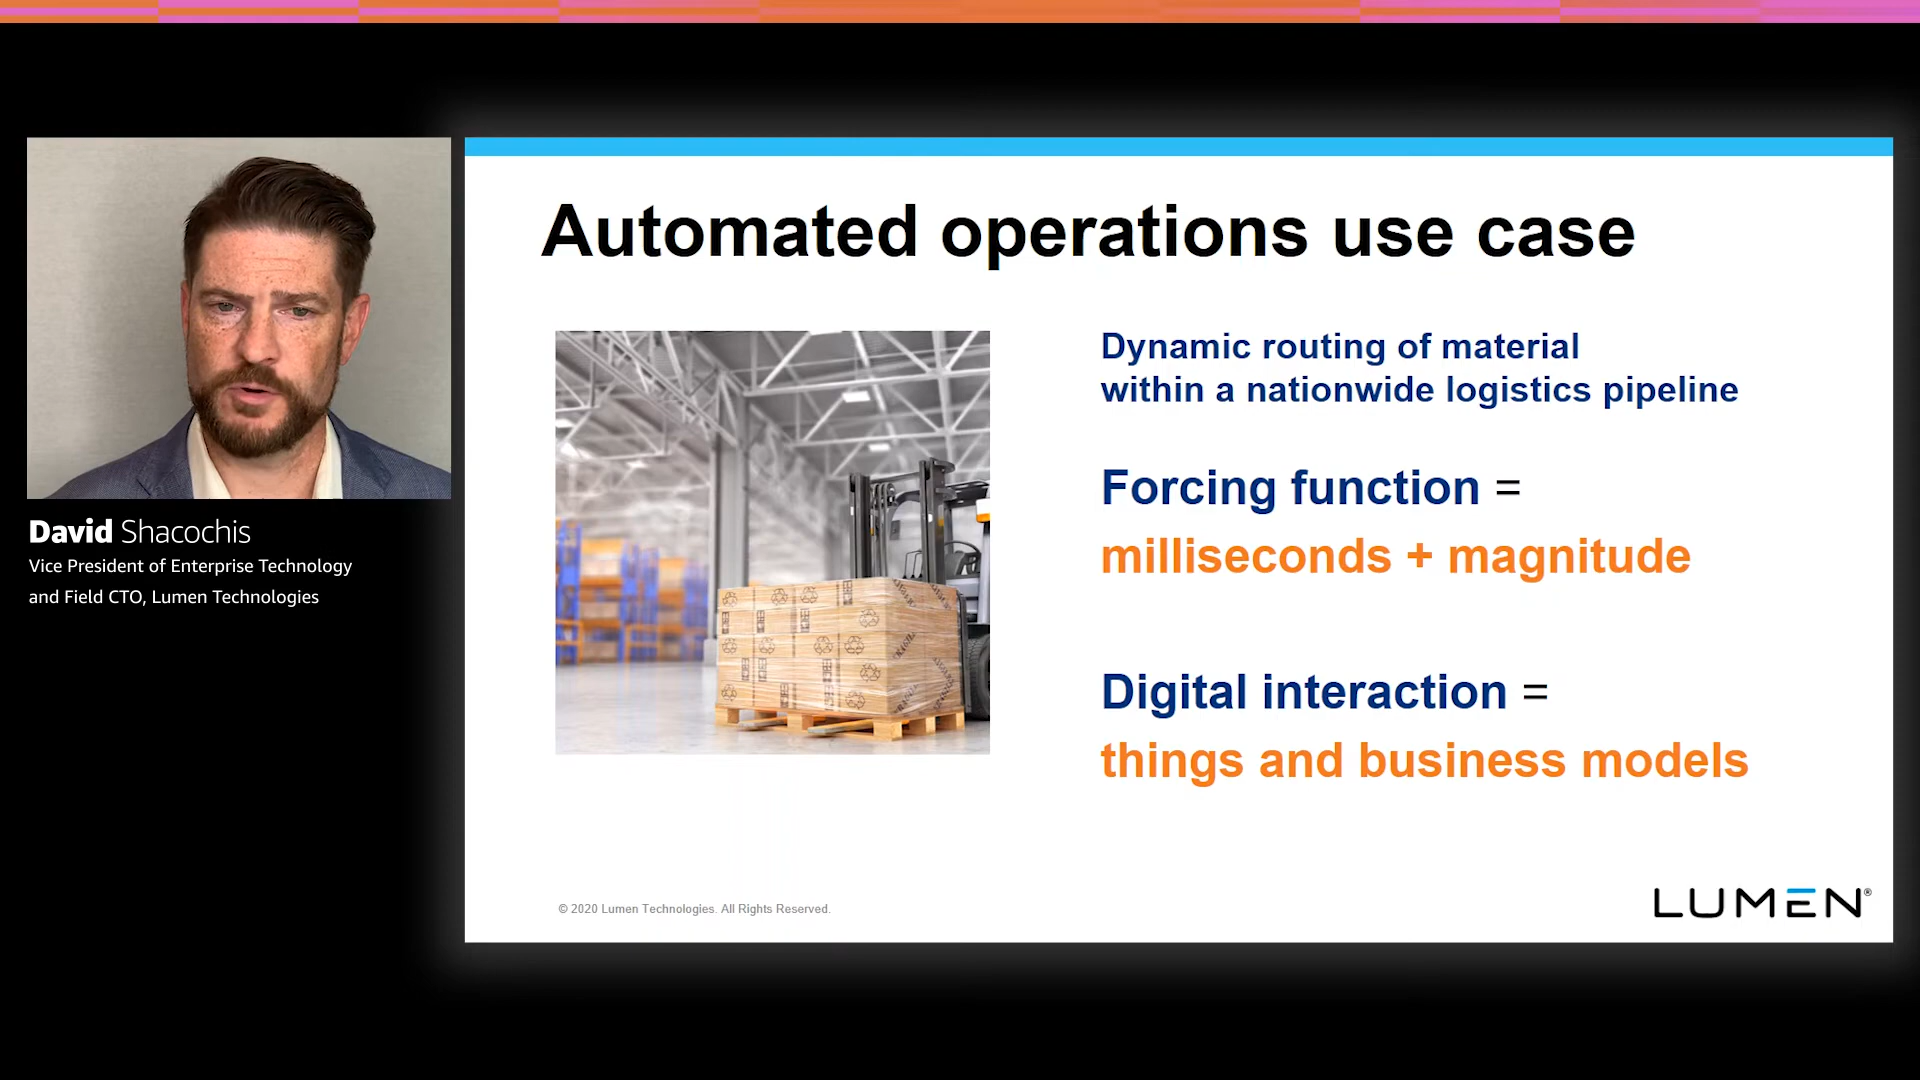 Automated operations use case
Dynamic routing of material
within a nationwide logistics pipeline
Forcing function =
milliseconds + magnitude
Digital interaction =
things and business models
David Shacochis
Vice President of Enterprise Technology
and Field CTO, Lumen Technologies
© 2020 Lumen Technologies. All Rights Reserved.
LUMEN®